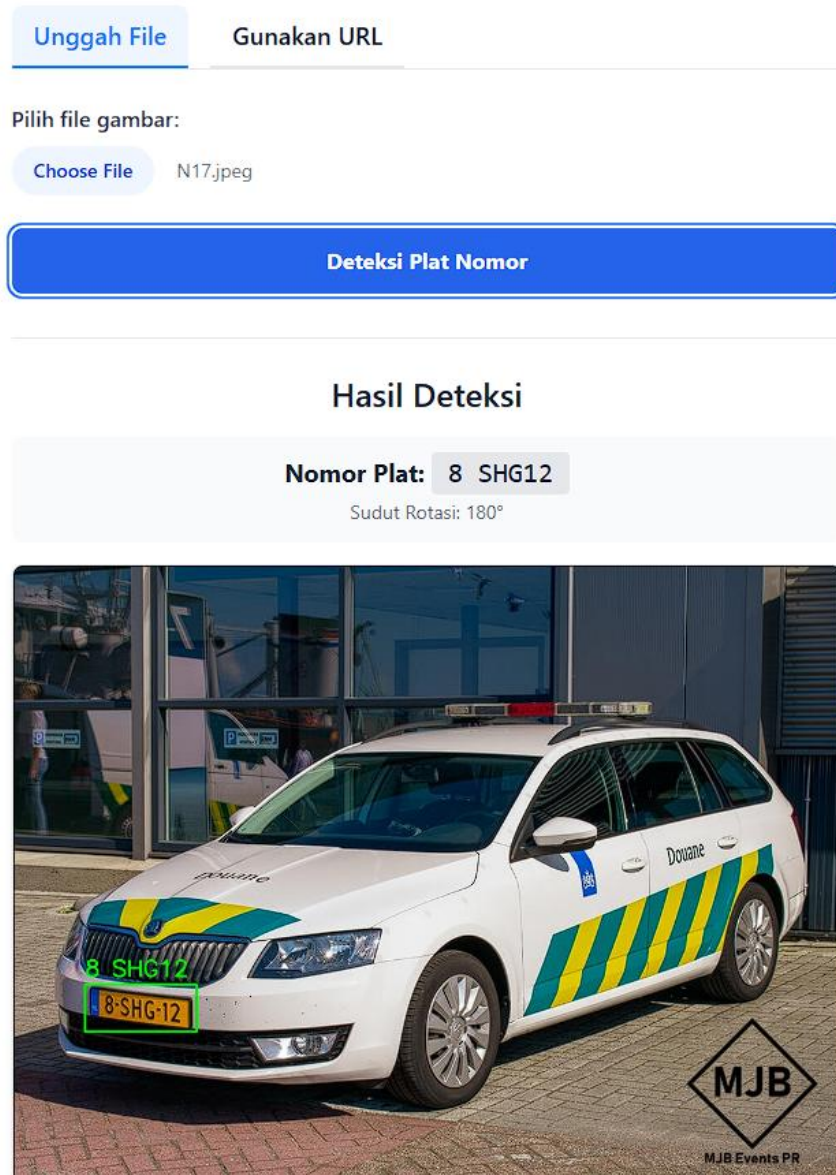 Unggah File
Gunakan URL
Pilih file gambar:
Choose File
N17.jpeg
Deteksi Plat Nomor
Hasil Deteksi
Nomor Plat: 8 SHG12
Sudut Rotasi: 180°
P
P
Douane
Douane
8 SHG12
8-SHG-12
MJB
MJB Events PR